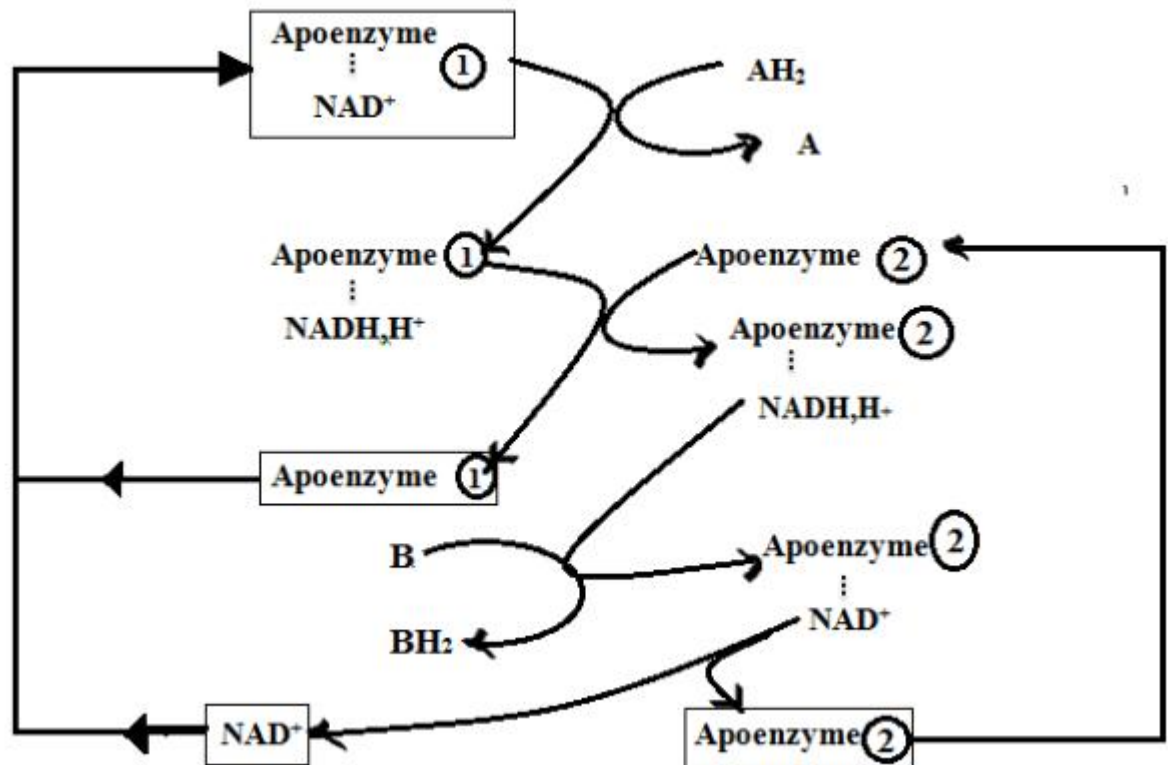 Apoenzyme 1
NAD⁺
AH₂
A
Apoenzyme 1
NADH,H⁺
Apoenzyme 2
Apoenzyme 2
NADH,H+
Apoenzyme 1
B
BH₂
Apoenzyme 2
NAD⁺
NAD⁺
Apoenzyme 2